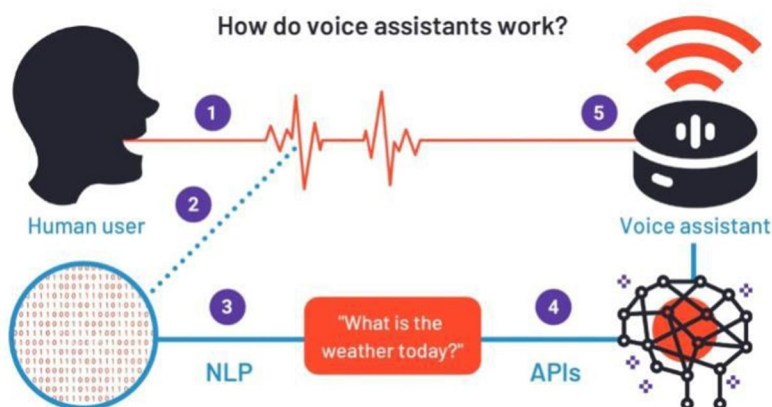 How do voice assistants work?
1
5
2
Human user
Voice assistant
3
4
"What is the
weather today?"
NLP
APIs